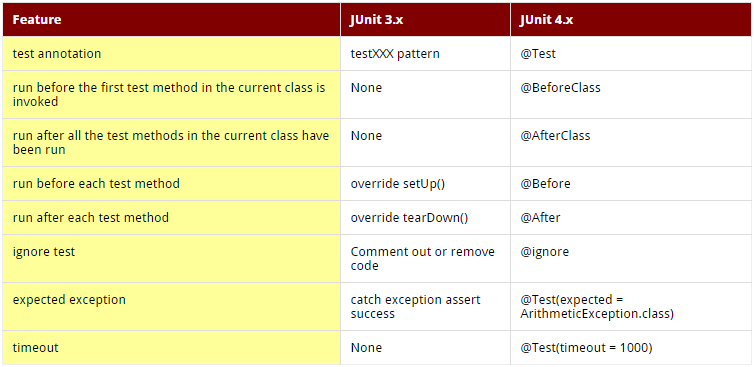 Feature JUnit 3.x JUnit 4.x
test annotation testXXX pattern @Test
run before the first test method in the current class is
invoked
None @BeforeClass
run after all the test methods in the current class have
been run
None @AfterClass
run before each test method override setUp() @Before
run after each test method override tearDown() @After
ignore test
Comment out or remove
code
@ignore
expected exception
catch exception assert
success
@Test(expected =
ArithmeticException.class)
timeout None @Test(timeout = 1000)